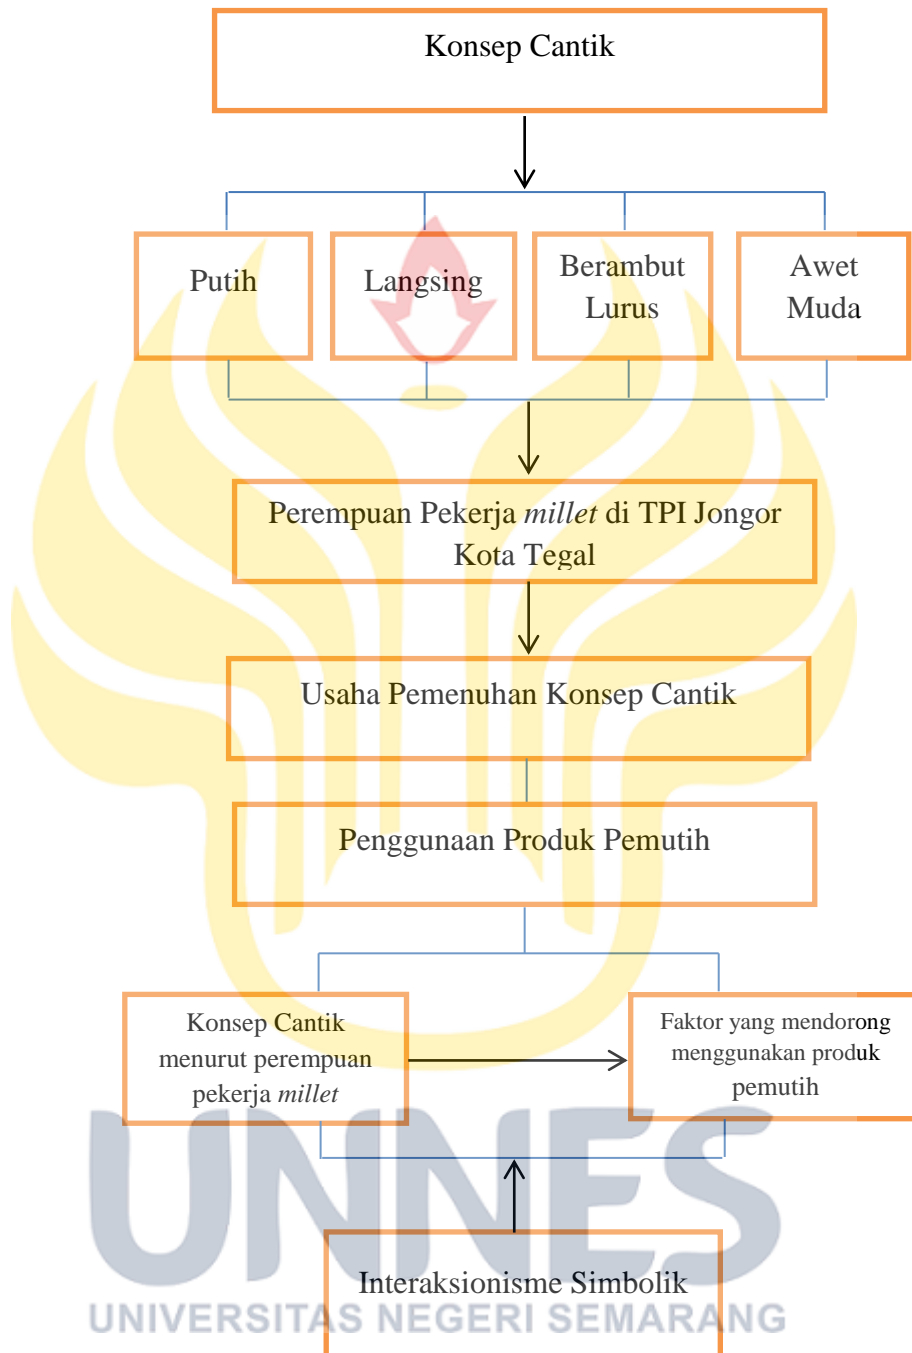 Konsep Cantik
Putih
Langsing
Berambut
Lurus
Awet
Muda
Perempuan Pekerja millet di TPI Jongor
Kota Tegal
Usaha Pemenuhan Konsep Cantik
Penggunaan Produk Pemutih
Konsep Cantik
menurut perempuan
pekerja millet
Faktor yang mendorong
menggunakan produk
pemutih
Interaksionisme Simbolik
UNNES
UNIVERSITAS NEGERI SEMARANG